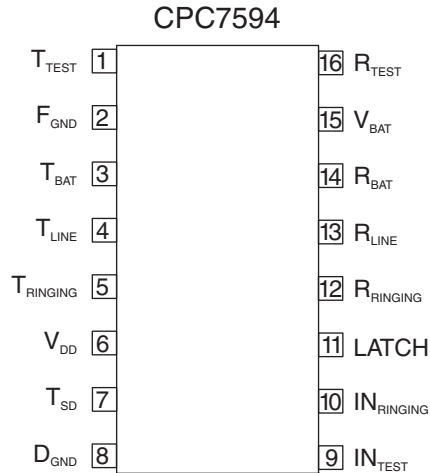 CPC7594
T_TEST 1 16 R_TEST
F_GND 2 15 V_BAT
T_BAT 3 14 R_BAT
T_LINE 4 13 R_LINE
T_RINGING 5 12 R_RINGING
V_DD 6 11 LATCH
T_SD 7 10 IN_RINGING
D_GND 8 9 IN_TEST